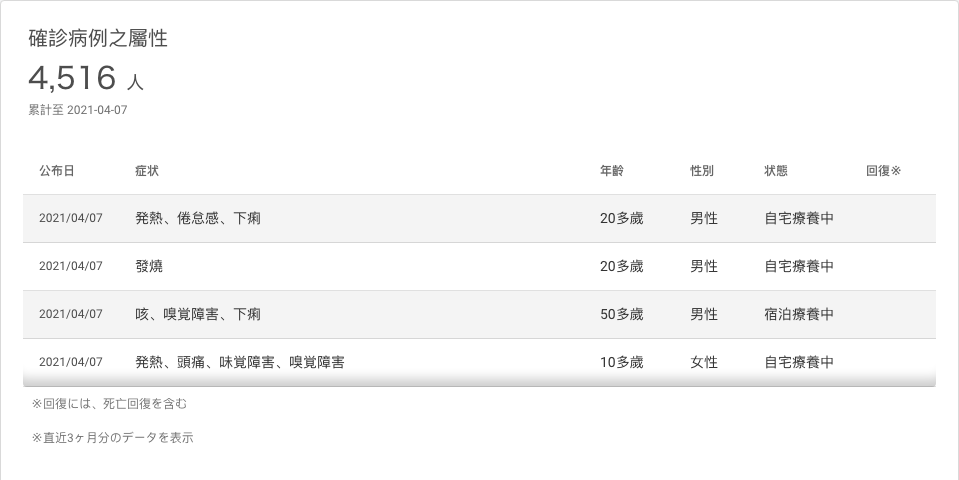 確診病例之屬性
4,516 人
累計至 2021-04-07
公布日 症状 年齡 性別 状態 回復※
2021/04/07 発熱、倦怠感、下痢 20多歲 男性 自宅療養中
2021/04/07 發燒 20多歲 男性 自宅療養中
2021/04/07 咳、嗅覚障害、下痢 50多歲 男性 宿泊療養中
2021/04/07 発熱、頭痛、味覚障害、嗅覚障害 10多歲 女性 自宅療養中
※回復には、死亡回復を含む
※直近3ヶ月分のデータを表示